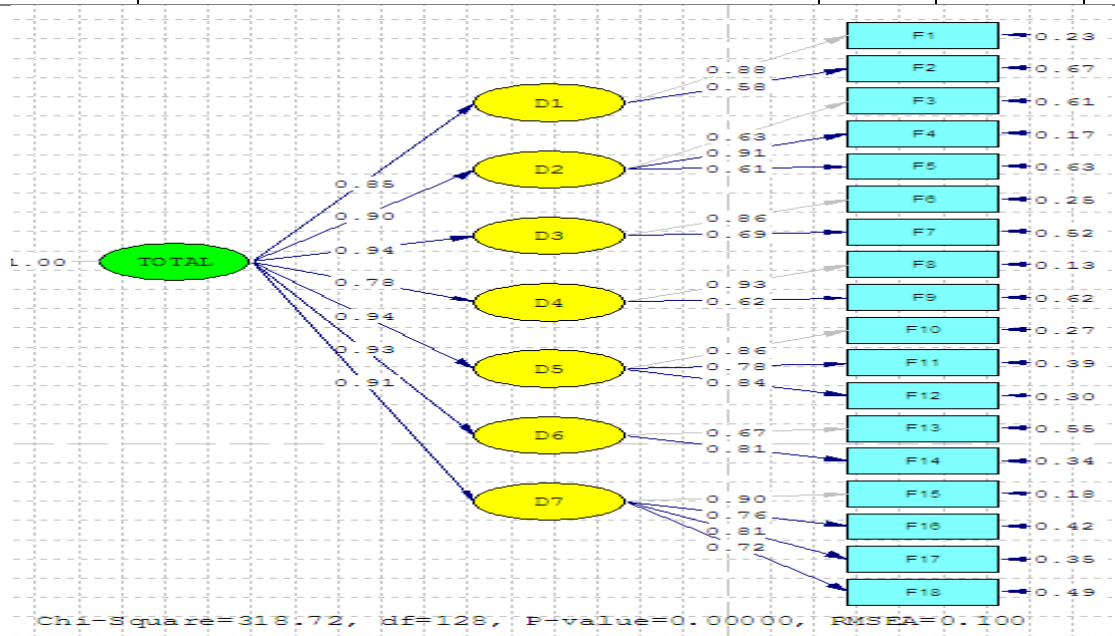 F1 0.23
0.88
F2 0.67
0.58
D1
F3 0.61
0.63
F4 0.17
0.91
F5 0.63
D2
0.61
0.85
F6 0.25
0.90
0.86
F7 0.52
D3
0.69
0.94
1.00 TOTAL
F8 0.13
0.78
0.93
F9 0.62
D4
0.62
0.94
F10 0.27
0.93
0.86
F11 0.39
D5
0.78
0.91
0.84
F12 0.30
F13 0.55
D6
0.67
0.81
F14 0.34
F15 0.18
D7
0.90
0.76
F16 0.42
0.81
0.72
F17 0.35
F18 0.49
Chi-Square=318.72, df=128, P-value=0.00000, RMSEA=0.100